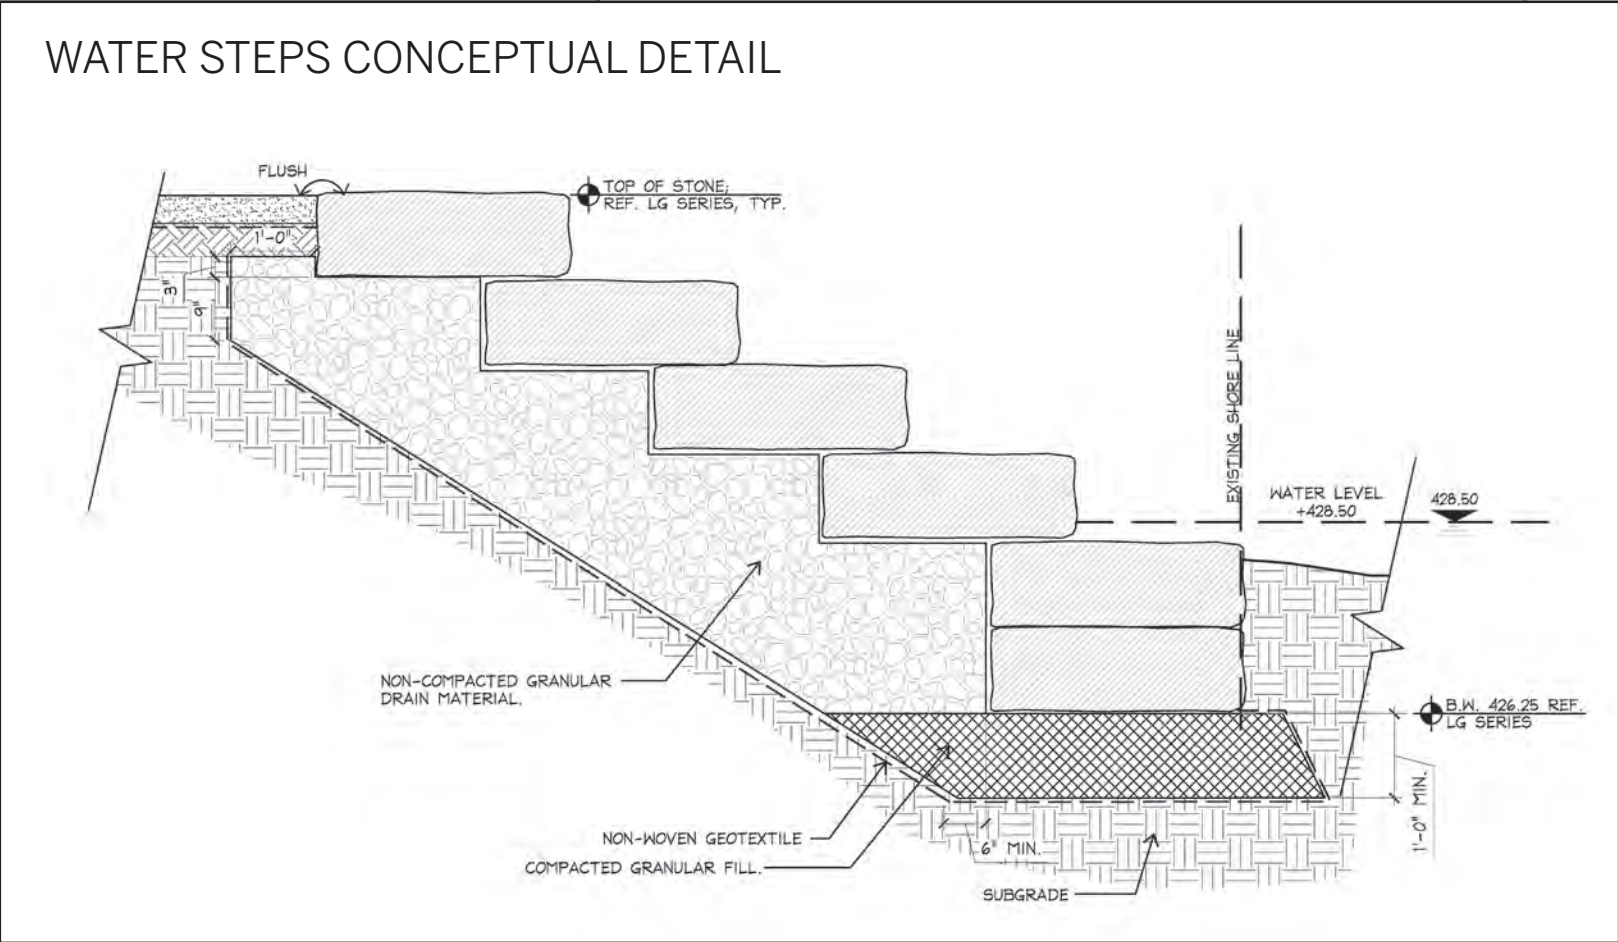 WATER STEPS CONCEPTUAL DETAIL
FLUSH
TOP OF STONE;
REF. LG SERIES, TYP.
1'-0"
3"
9"
EXISTING SHORE LINE
WATER LEVEL
+428.50
428.50
NON-COMPACTED GRANULAR
DRAIN MATERIAL.
B.W. 426.25 REF.
LG SERIES
1'-0" MIN.
NON-WOVEN GEOTEXTILE
6" MIN.
COMPACTED GRANULAR FILL.
SUBGRADE